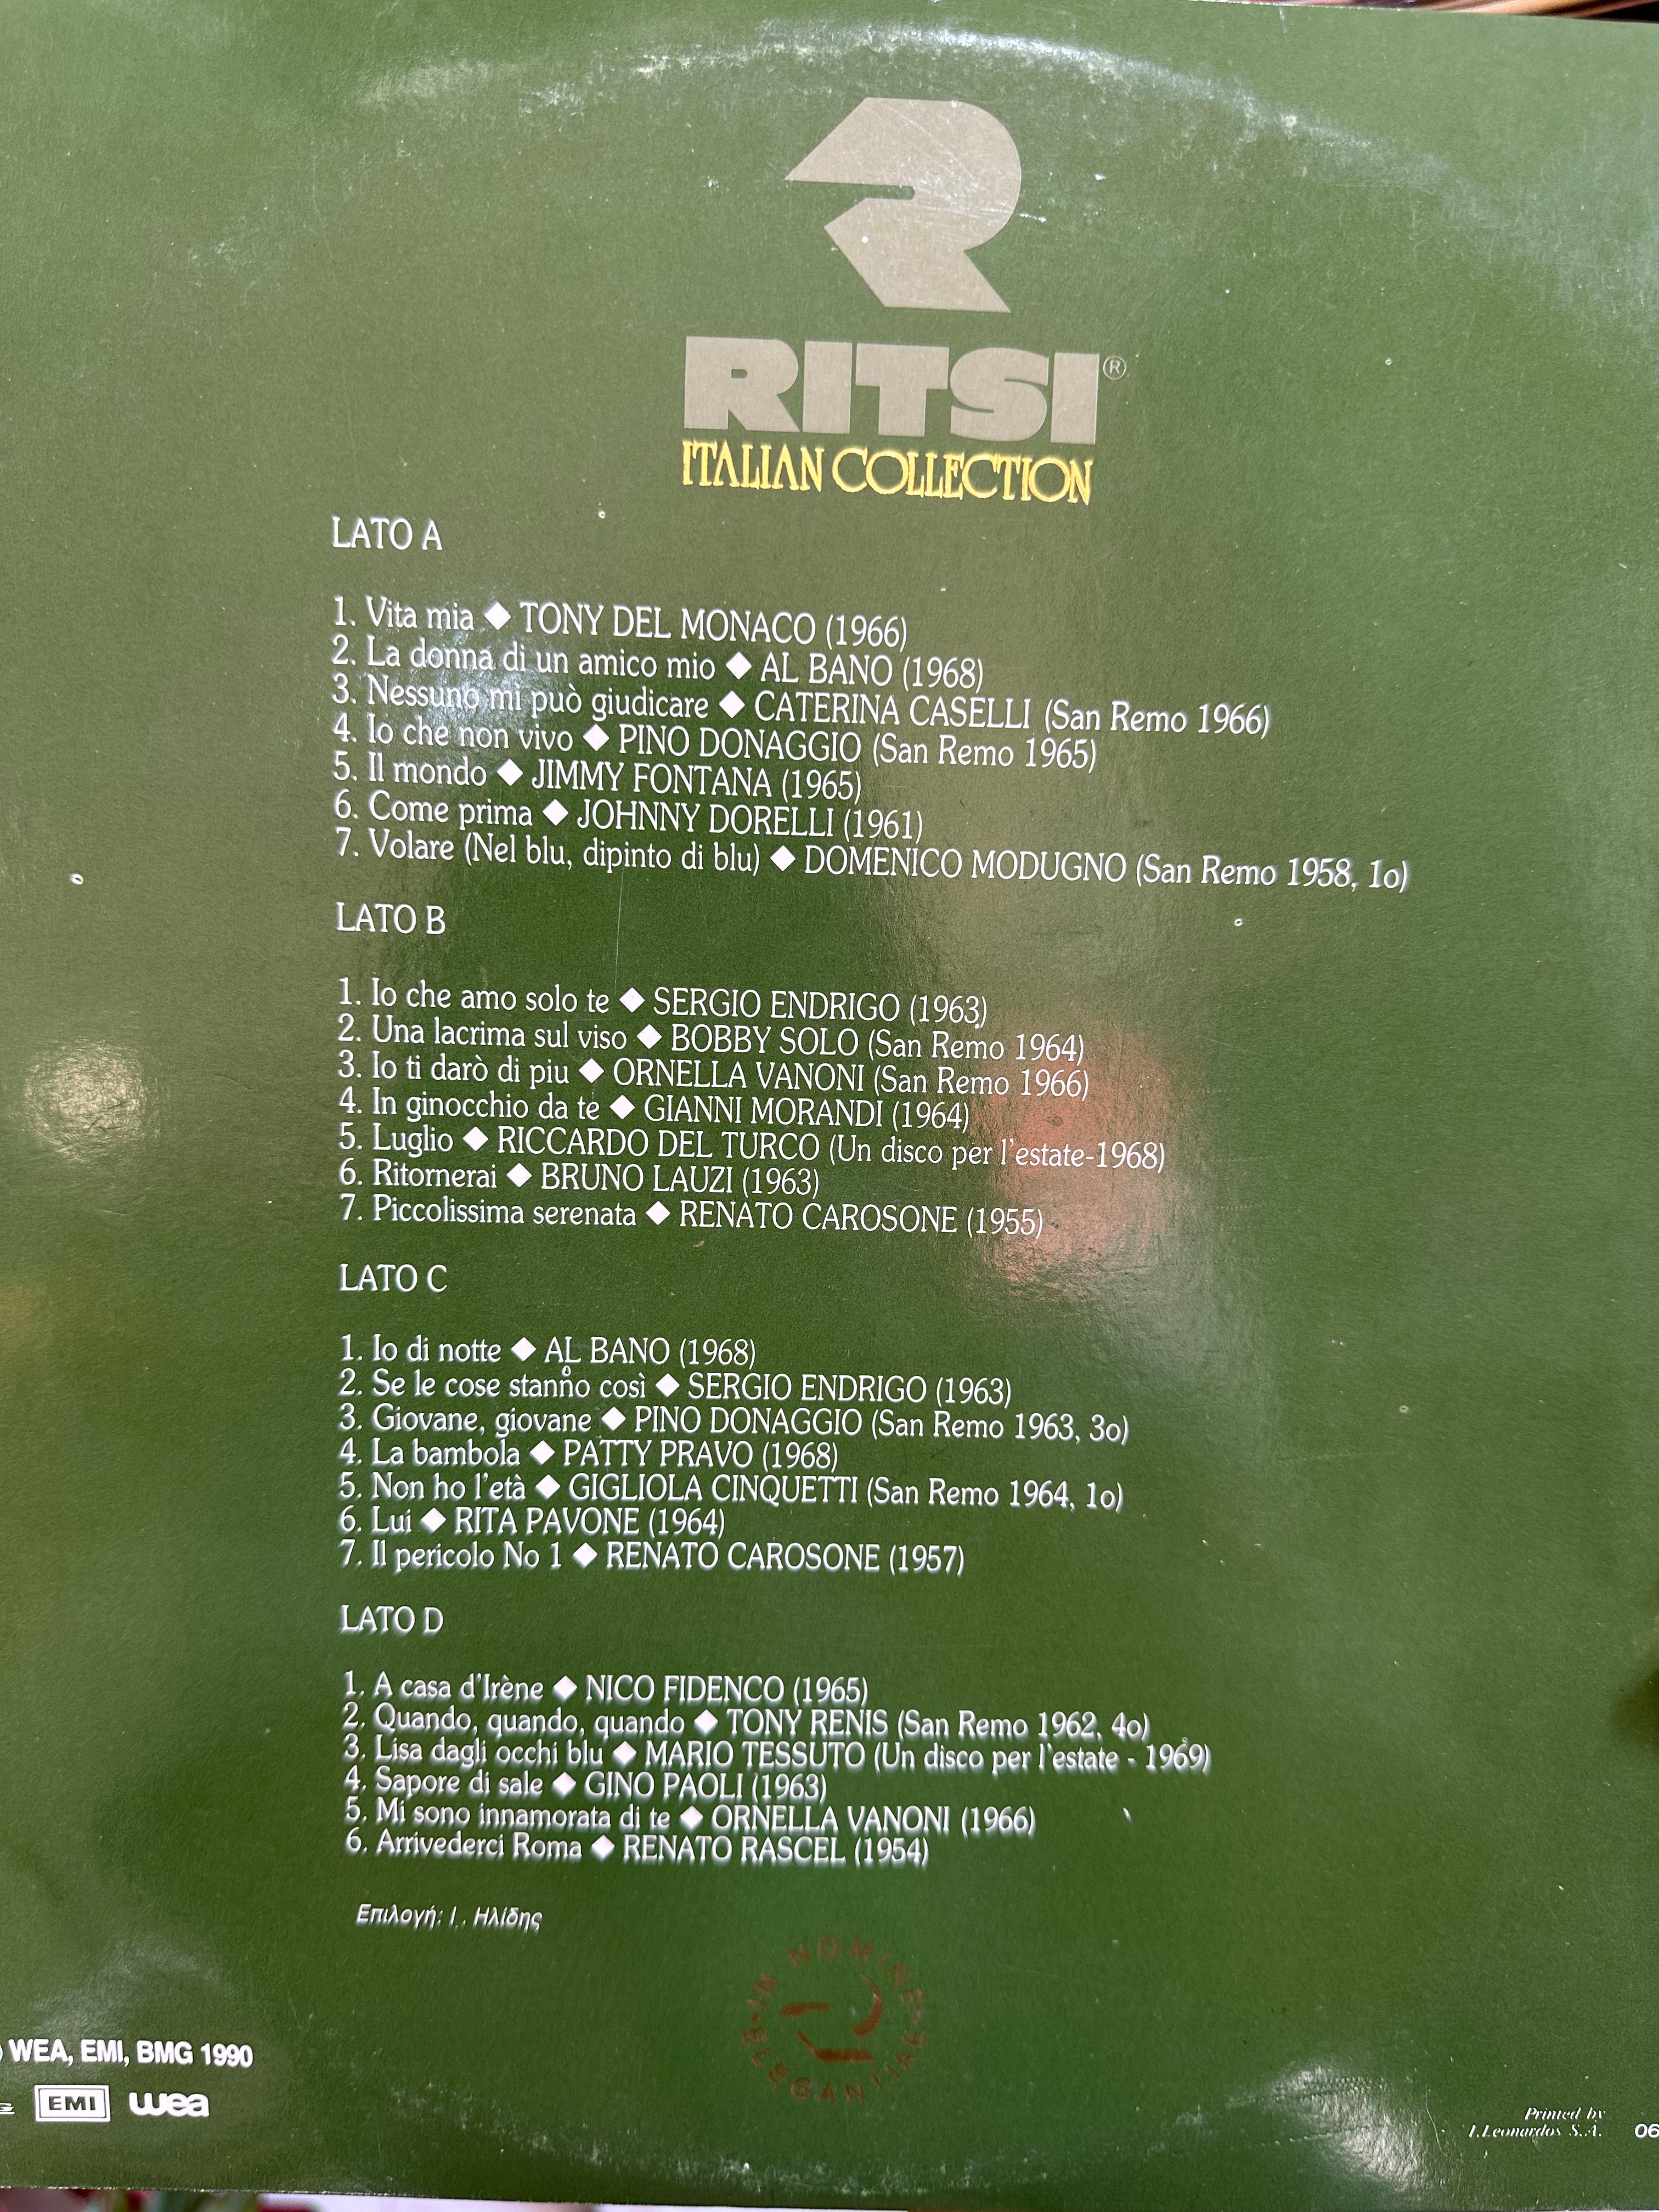 RITSI®
ITALIAN COLLECTION
LATO A
1. Vita mia ◆ TONY DEL MONACO (1966)
2. La donna di un amico mio ◆ AL BANO (1968)
3. Nessuno mi può giudicare ◆ CATERINA CASELLI (San Remo 1966)
4. Io che non vivo ◆ PINO DONAGGIO (San Remo 1965)
5. Il mondo ◆ JIMMY FONTANA (1965)
6. Come prima ◆ JOHNNY DORELLI (1961)
7. Volare (Nel blu, dipinto di blu) ◆ DOMENICO MODUGNO (San Remo 1958, 1o)
LATO B
1. Io che amo solo te ◆ SERGIO ENDRIGO (1963)
2. Una lacrima sul viso ◆ BOBBY SOLO (San Remo 1964)
3. Io ti darò di piu ◆ ORNELLA VANONI (San Remo 1966)
4. In ginocchio da te ◆ GIANNI MORANDI (1964)
5. Luglio ◆ RICCARDO DEL TURCO (Un disco per l'estate-1968)
6. Ritornerai ◆ BRUNO LAUZI (1963)
7. Piccolissima serenata ◆ RENATO CAROSONE (1955)
LATO C
1. Io di notte ◆ AL BANO (1968)
2. Se le cose stanno così ◆ SERGIO ENDRIGO (1963)
3. Giovane, giovane ◆ PINO DONAGGIO (San Remo 1963, 3o)
4. La bambola ◆ PATTY PRAVO (1968)
5. Non ho l'età ◆ GIGLIOLA CINQUETTI (San Remo 1964, 1o)
6. Lui ◆ RITA PAVONE (1964)
7. Il pericolo No 1 ◆ RENATO CAROSONE (1957)
LATO D
1. A casa d'Irène ◆ NICO FIDENCO (1965)
2. Quando, quando, quando ◆ TONY RENIS (San Remo 1962, 4o)
3. Lisa dagli occhi blu ◆ MARIO TESSUTO (Un disco per l'estate - 1969)
4. Sapore di sale ◆ GINO PAOLI (1963)
5. Mi sono innamorata di te ◆ ORNELLA VANONI (1966)
6. Arrivederci Roma ◆ RENATO RASCEL (1954)
Επιλογή: Ι. Ηλίδης
IN NOMINE ELEGANTIAE
WEA, EMI, BMG 1990
EMI wea
Printed by
I.Leonardos S.A.
06